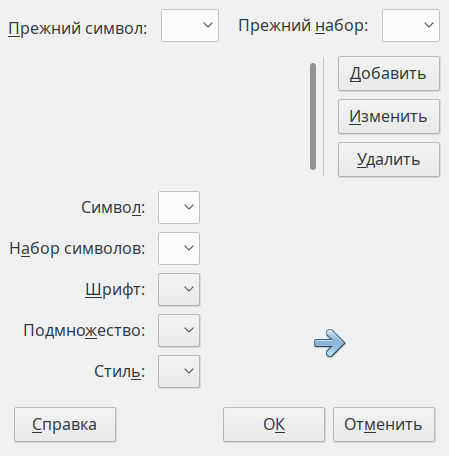 Прежний символ: Прежний набор:
Добавить
Изменить
Удалить
Символ:
Набор символов:
Шрифт:
Подмножество:
Стиль:
Справка ОК Отменить